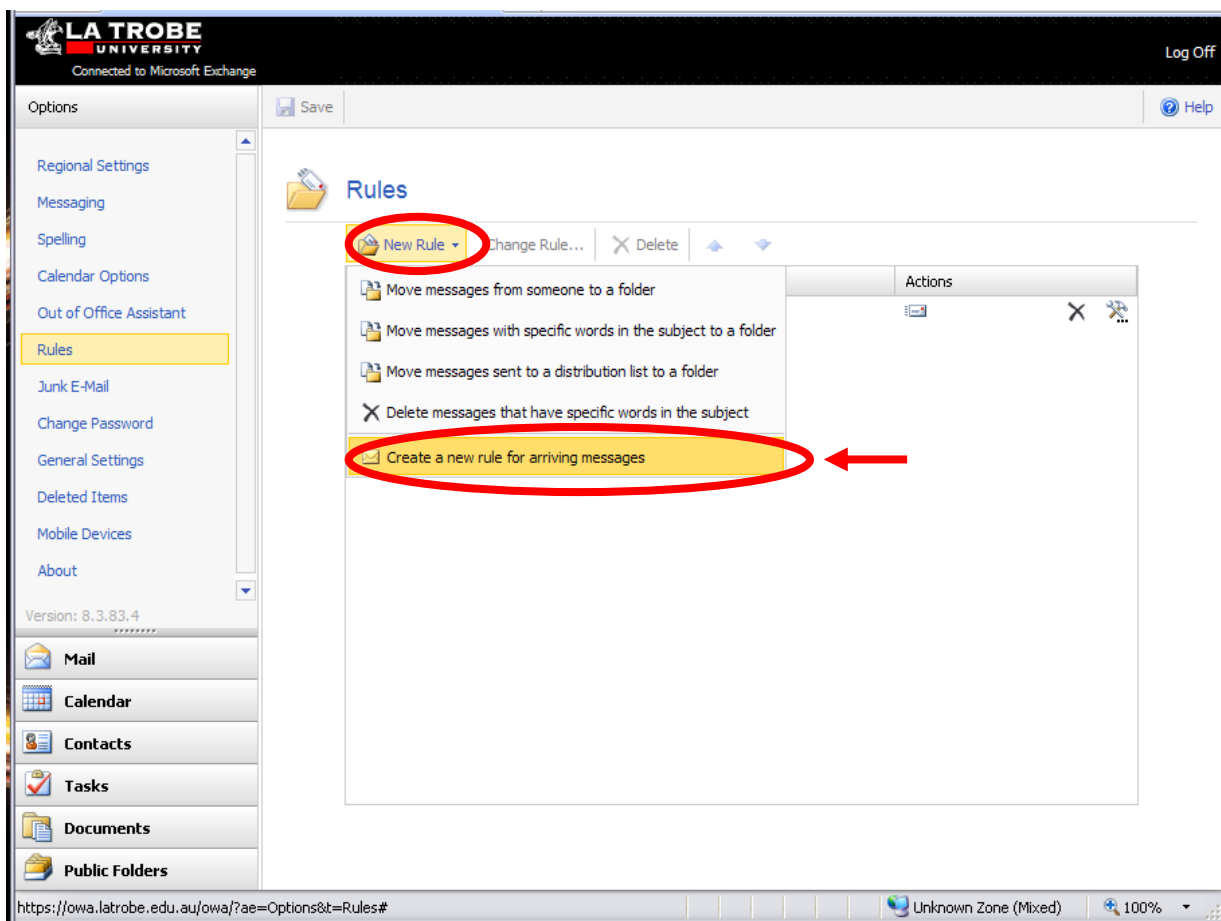 LA TROBE
UNIVERSITY
Connected to Microsoft Exchange
Log Off
Options
Save
Help
Regional Settings
Messaging
Spelling
Calendar Options
Out of Office Assistant
Rules
Junk E-Mail
Change Password
General Settings
Deleted Items
Mobile Devices
About
Version: 8.3.83.4
Mail
Calendar
Contacts
Tasks
Documents
Public Folders
Rules
New Rule Change Rule... Delete
Actions
Move messages from someone to a folder
Move messages with specific words in the subject to a folder
Move messages sent to a distribution list to a folder
Delete messages that have specific words in the subject
Create a new rule for arriving messages
https://owa.latrobe.edu.au/owa/?ae=Options&t=Rules#
Unknown Zone (Mixed)
100%